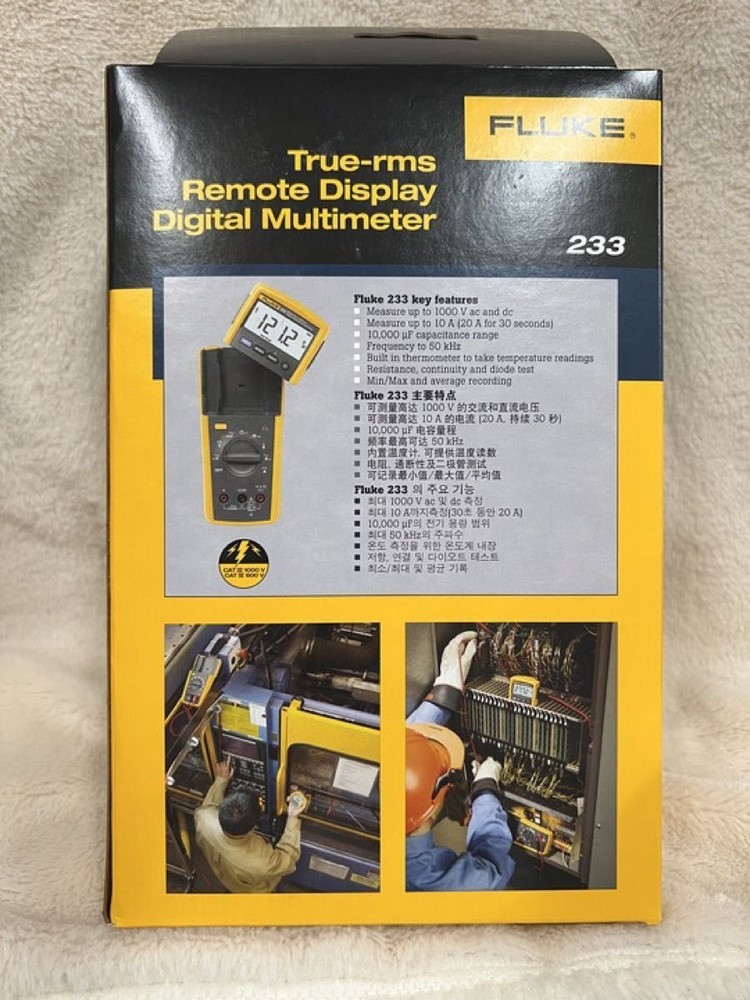 FLUKE®
True-rms
Remote Display
Digital Multimeter
233
Fluke 233 key features
Measure up to 1000 V ac and dc
Measure up to 10 A (20 A for 30 seconds)
10,000 µF capacitance range
Frequency to 50 kHz
Built in thermometer to take temperature readings
Resistance, continuity and diode test
Min/Max and average recording
Fluke 233 主要特点
可测量高达 1000 V 的交流和直流电压
可测量高达 10 A 的电流 (20 A, 持续 30 秒)
10,000 µF 电容量程
频率最高可达 50 kHz
内置温度计, 可提供温度读数
电阻, 通断性及二极管测试
可记录最小值/最大值/平均值
Fluke 233 의 주요 기능
최대 1000 V ac 및 dc 측정
최대 10 A까지측정(30초 동안 20 A)
10,000 µF의 전기 용량 범위
최대 50 kHz의 주파수
온도 측정을 위한 온도계 내장
저항, 연결 및 다이오드 테스트
최소/최대 및 평균 기록
121.2
OFF
CAT III 1000 V
CAT IV 600 V